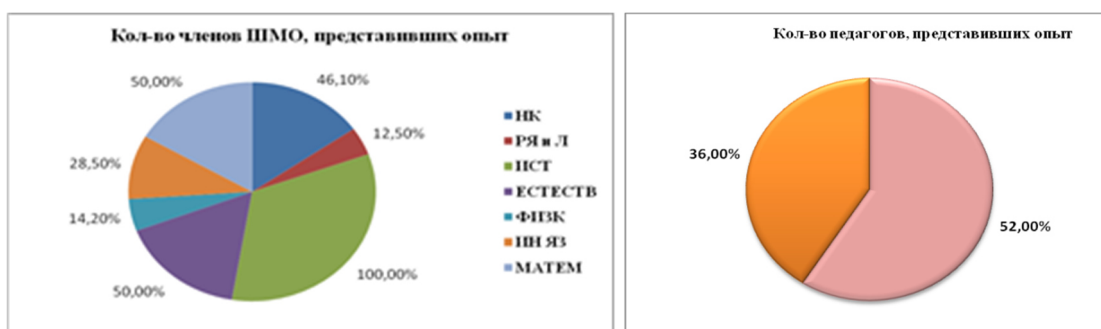 Кол-во членов ШМО, представивших опыт
50,00%
46,10%
12,50%
28,50%
14,20%
50,00%
100,00%
НК
РЯ и Л
ИСТ
ЕСТЕСТВ
ФИЗК
ИН ЯЗ
МАТЕМ
Кол-во педагогов, представивших опыт
36,00%
52,00%